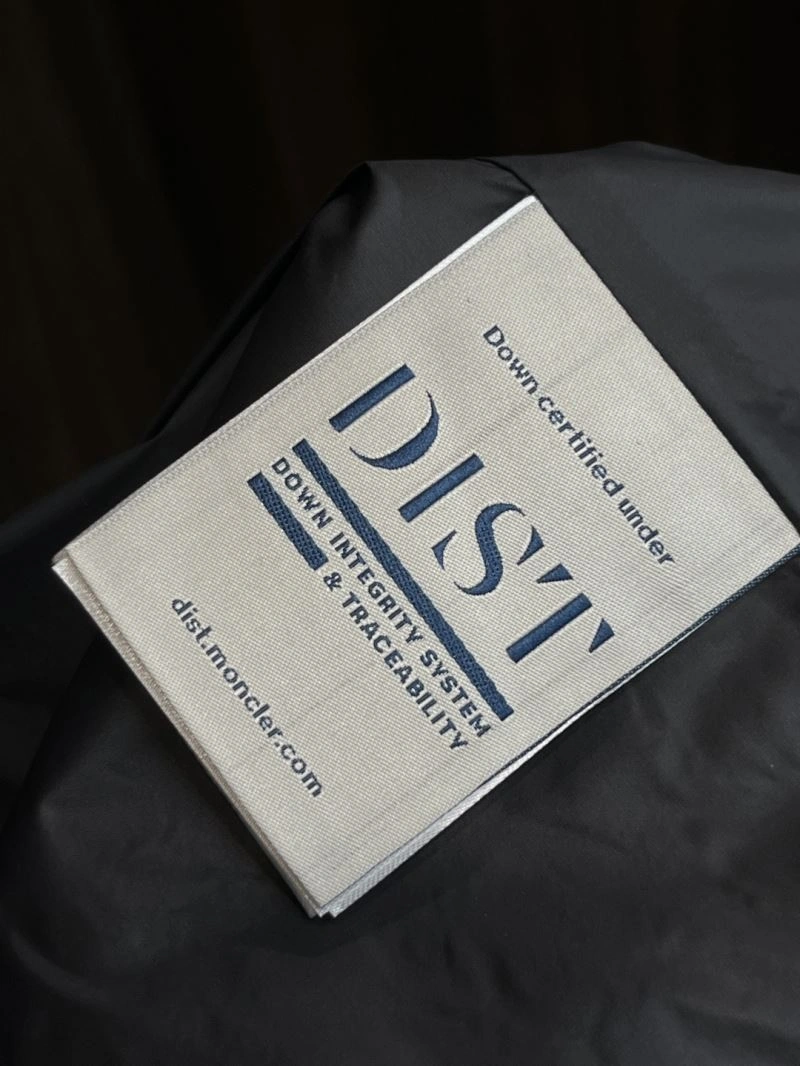 Down certified under
DIST
DOWN INTEGRITY SYSTEM
& TRACEABILITY
dist.moncler.com